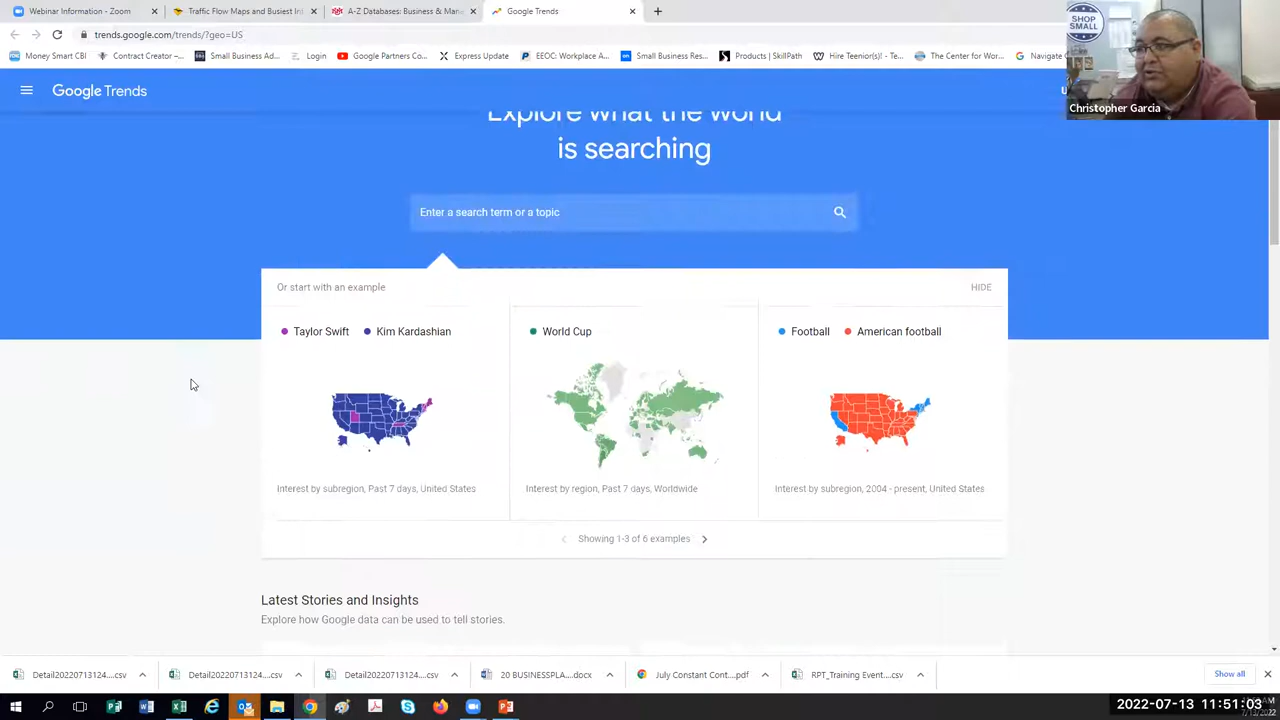 Webinar Information - Zoom
Traffic Flow Maps and Busiest In
A-Z Databases: Business & Mana
Google Trends
trends.google.com/trends/?geo=US
Money Smart CBI
Contract Creator –...
Small Business Ad...
Login
Google Partners Co...
Express Update
EEOC: Workplace A...
Small Business Res...
Products | SkillPath
Hire Teenior(s)! - Te...
The Center for Wor...
Navigate
SHOP
SMALL
Christopher Garcia
Google Trends
Explore what the world
is searching
Enter a search term or a topic
Or start with an example
HIDE
Taylor Swift
Kim Kardashian
World Cup
Football
American football
Interest by subregion, Past 7 days, United States
Interest by region, Past 7 days, Worldwide
Interest by subregion, 2004 - present, United States
Showing 1-3 of 6 examples
Latest Stories and Insights
Explore how Google data can be used to tell stories.
Detail20220713124....csv
Detail20220713124....csv
Detail20220713124....csv
20 BUSINESSPLA....docx
July Constant Cont....pdf
RPT_Training Event....csv
Show all
2022-07-13 11:51:03